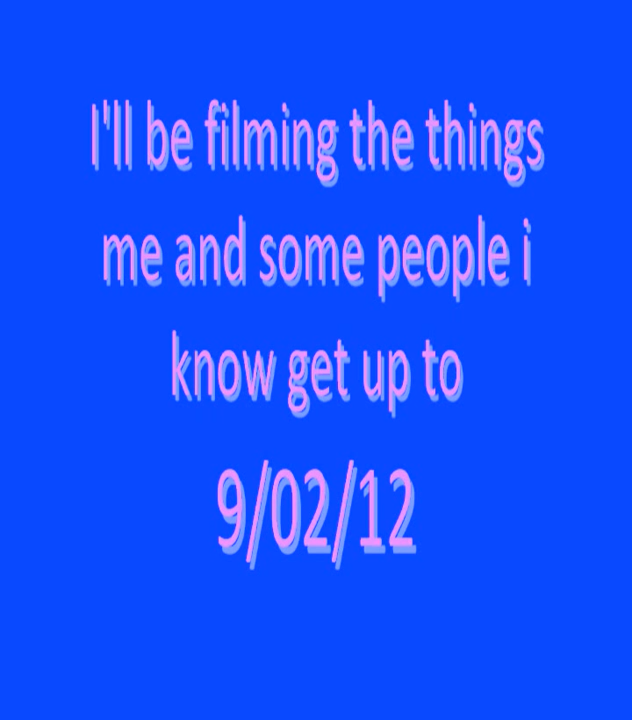 I'll be filming the things
me and some people i
know get up to
9/02/12